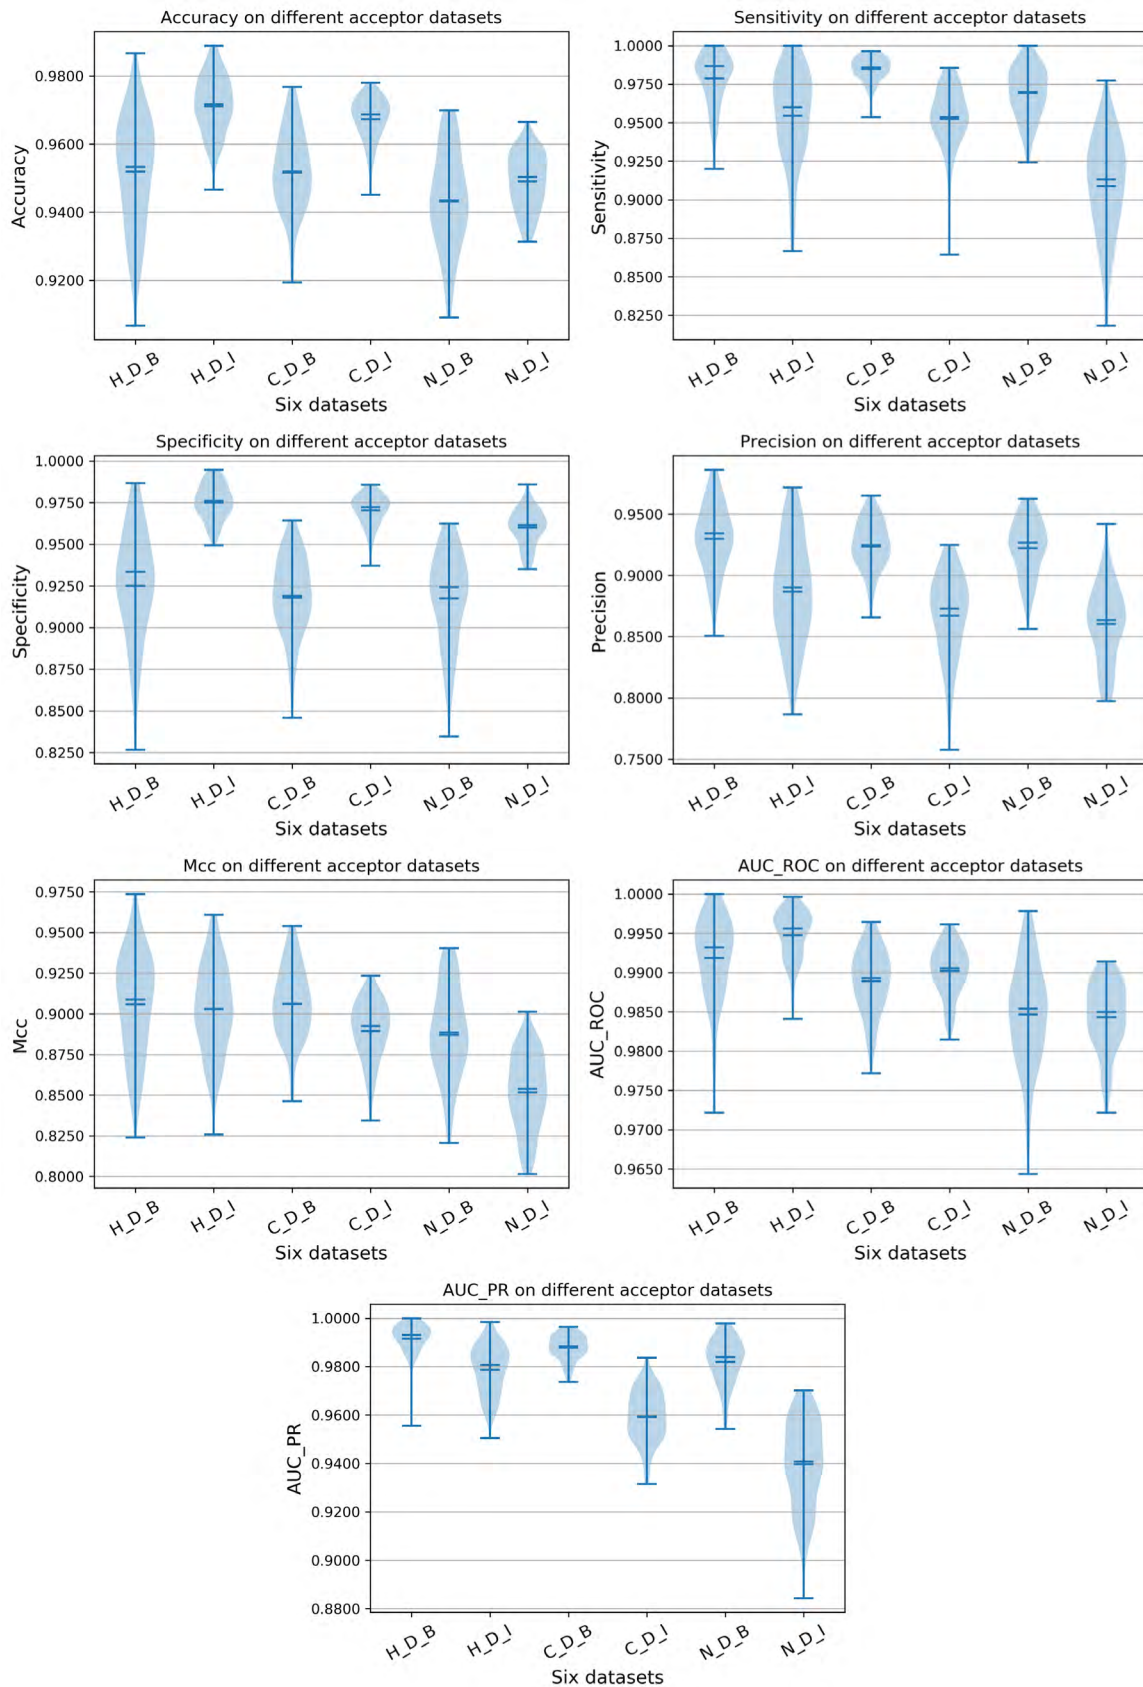 Accuracy on different acceptor datasets
0.9800
0.9600
0.9400
0.9200
Accuracy
H_D_B
H_D_I
C_D_B
C_D_I
N_D_B
N_D_I
Six datasets
Sensitivity on different acceptor datasets
1.0000
0.9750
0.9500
0.9250
0.9000
0.8750
0.8500
0.8250
Sensitivity
H_D_B
H_D_I
C_D_B
C_D_I
N_D_B
N_D_I
Six datasets
Specificity on different acceptor datasets
1.0000
0.9750
0.9500
0.9250
0.9000
0.8750
0.8500
0.8250
Specificity
H_D_B
H_D_I
C_D_B
C_D_I
N_D_B
N_D_I
Six datasets
Precision on different acceptor datasets
0.9500
0.9000
0.8500
0.8000
0.7500
Precision
H_D_B
H_D_I
C_D_B
C_D_I
N_D_B
N_D_I
Six datasets
Mcc on different acceptor datasets
0.9750
0.9500
0.9250
0.9000
0.8750
0.8500
0.8250
0.8000
Mcc
H_D_B
H_D_I
C_D_B
C_D_I
N_D_B
N_D_I
Six datasets
AUC_ROC on different acceptor datasets
1.0000
0.9950
0.9900
0.9850
0.9800
0.9750
0.9700
0.9650
AUC_ROC
H_D_B
H_D_I
C_D_B
C_D_I
N_D_B
N_D_I
Six datasets
AUC_PR on different acceptor datasets
1.0000
0.9800
0.9600
0.9400
0.9200
0.9000
0.8800
AUC_PR
H_D_B
H_D_I
C_D_B
C_D_I
N_D_B
N_D_I
Six datasets